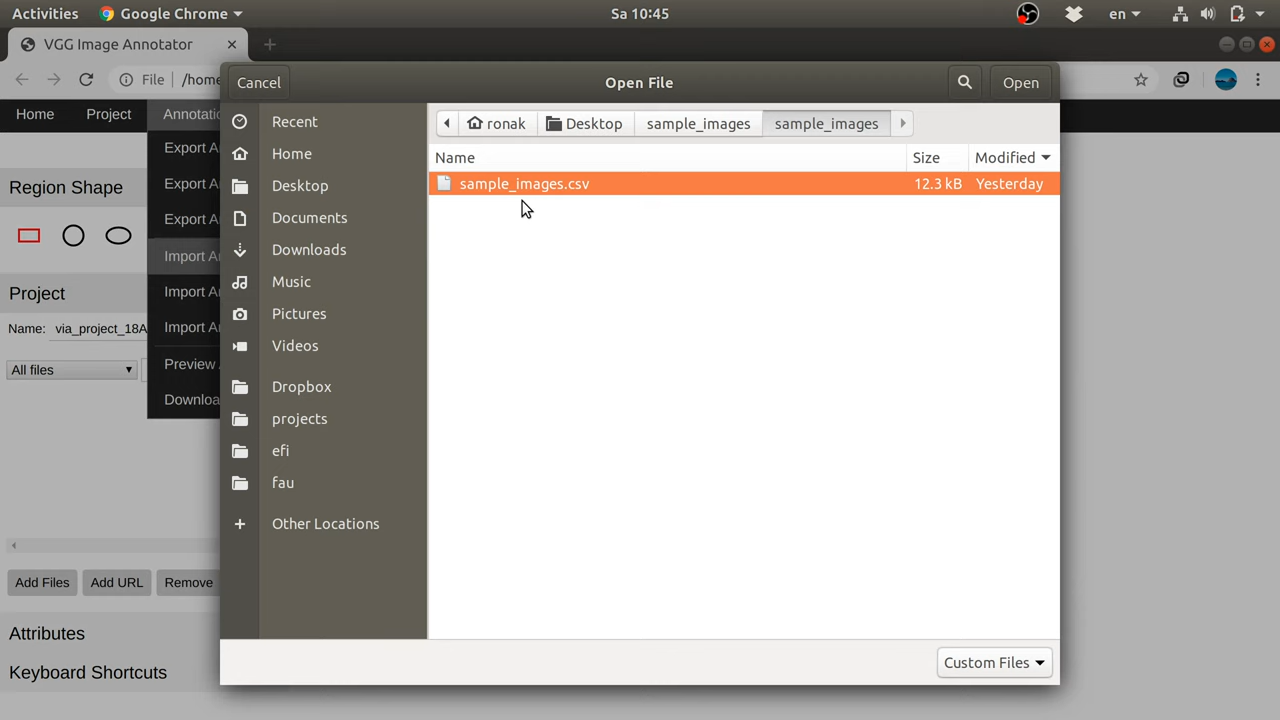 Activities Google Chrome Sa 10:45 en
VGG Image Annotator
File /home
Home Project Annotatio
Cancel Open File Open
Region Shape
Project
Name: via_project_18A
All files
Export A
Export A
Export A
Import A
Import A
Import A
Preview
Downloa
Add Files Add URL Remove
Attributes
Keyboard Shortcuts
Recent
Home
Desktop
Documents
Downloads
Music
Pictures
Videos
Dropbox
projects
efi
fau
Other Locations
ronak Desktop sample_images sample_images
Name Size Modified
sample_images.csv 12.3 kB Yesterday
Custom Files